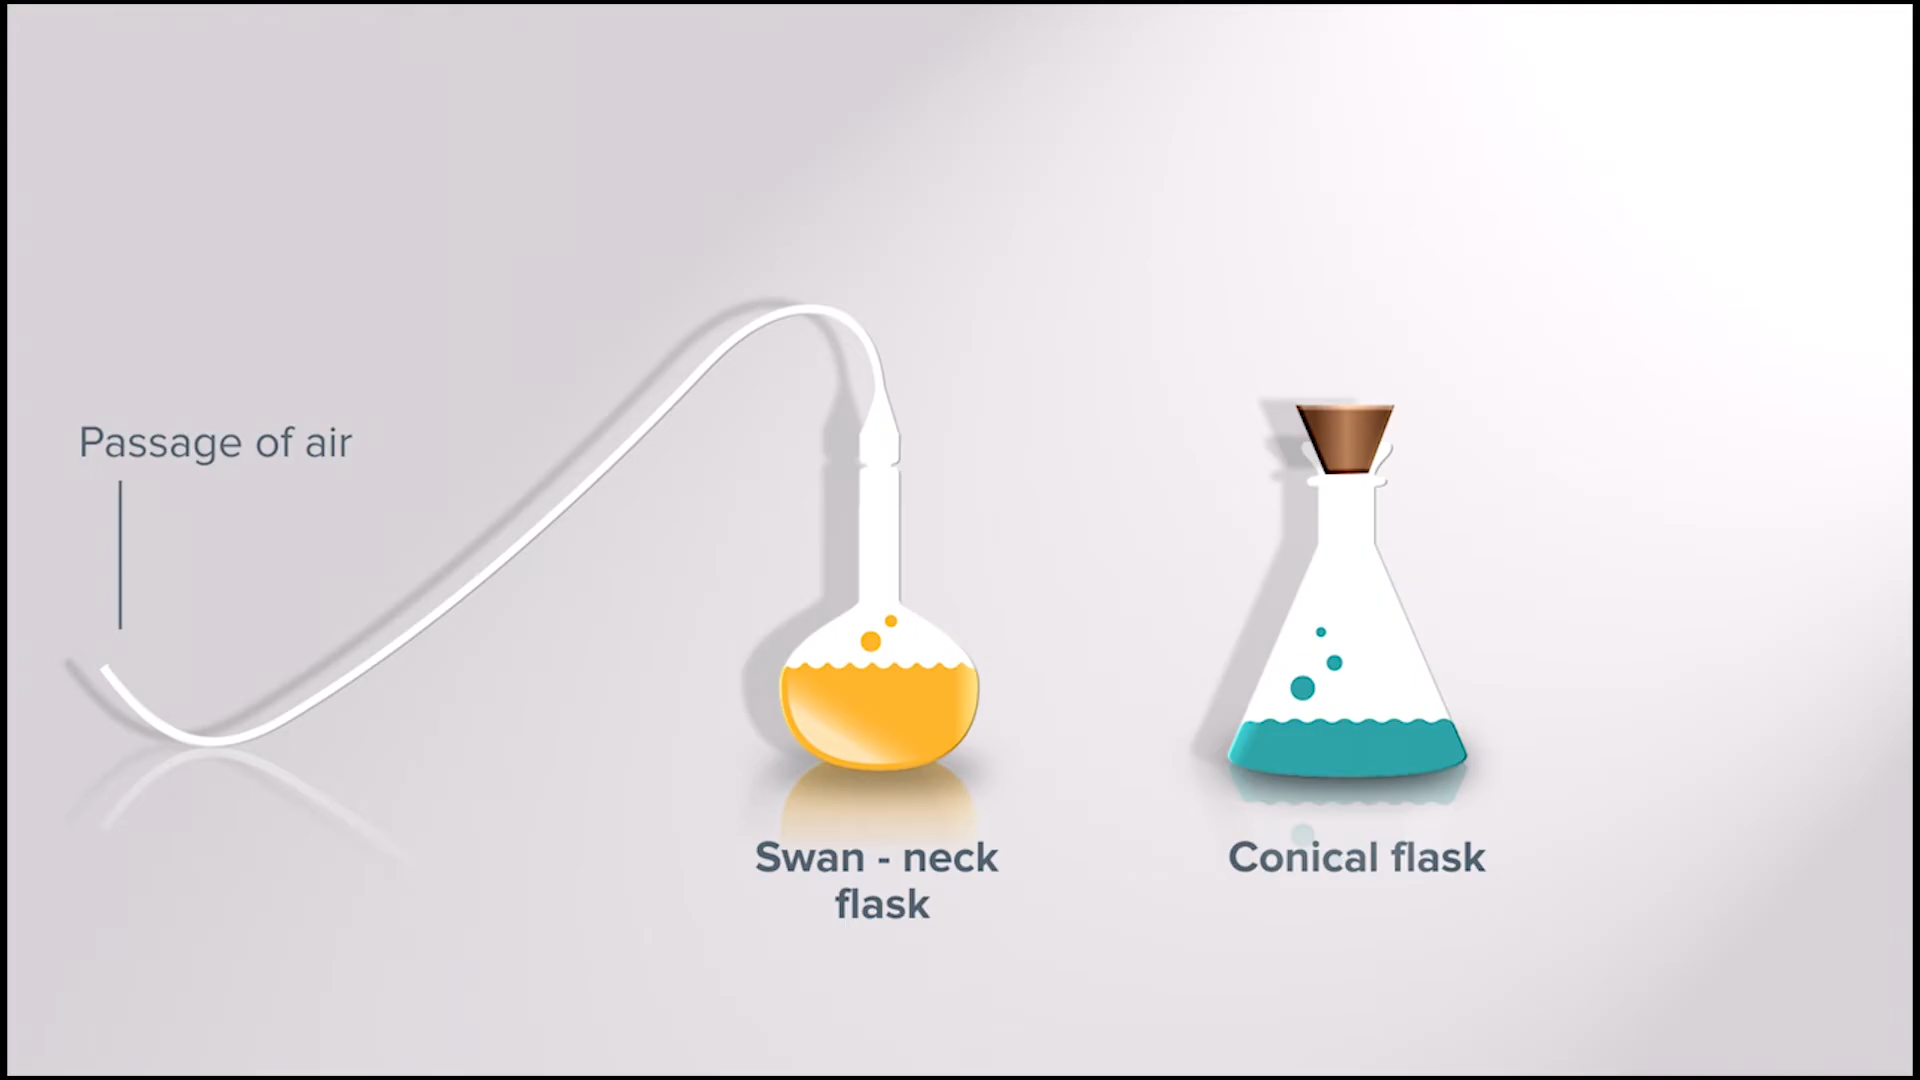 Passage of air
Swan - neck
flask
Conical flask